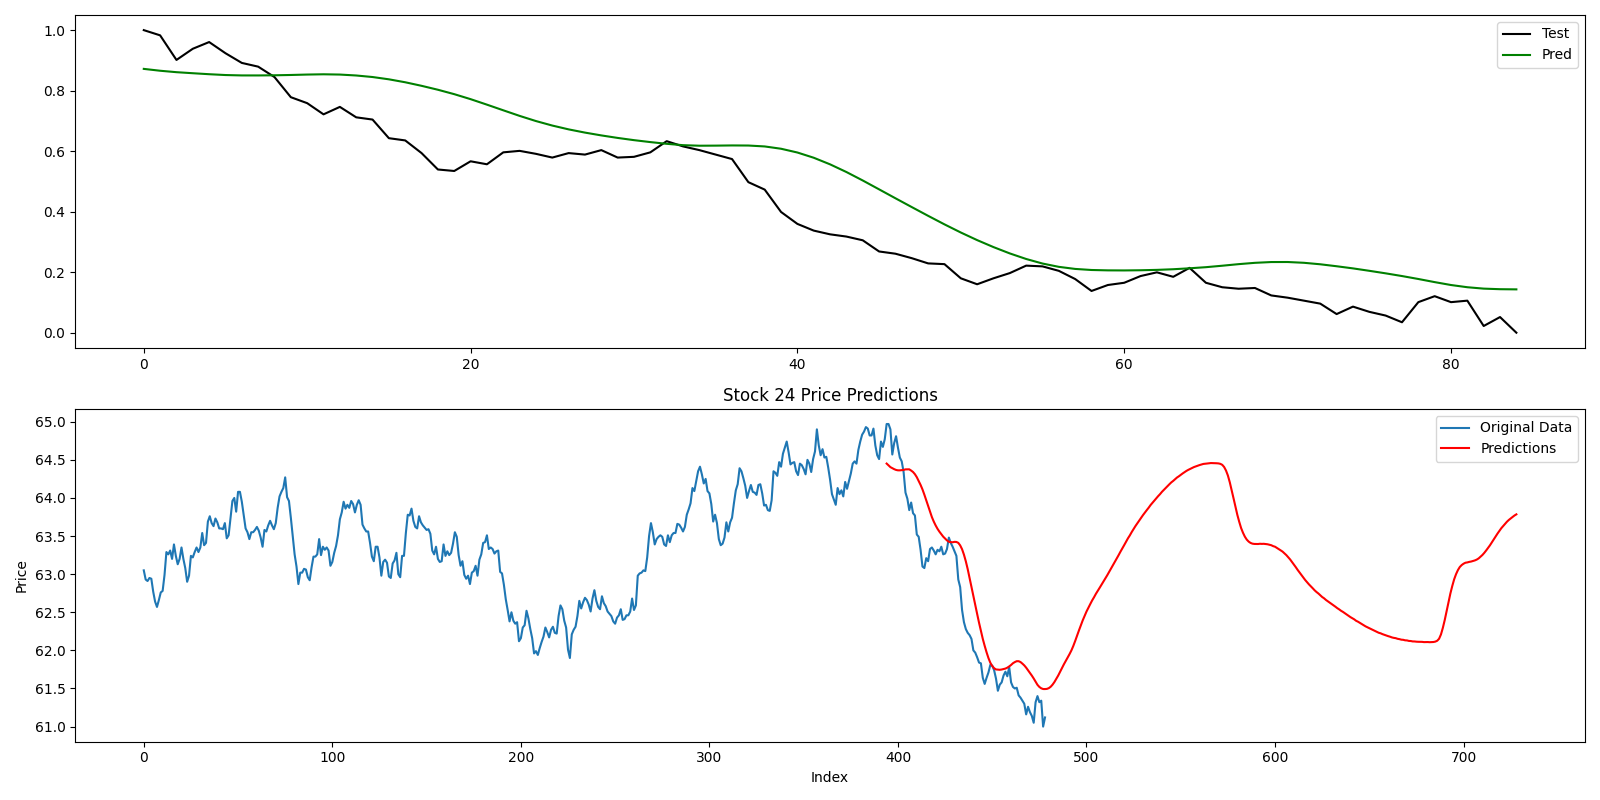 1.0
0.8
0.6
0.4
0.2
0.0
0 20 40 60 80
Test
Pred
Stock 24 Price Predictions
65.0
64.5
64.0
63.5
63.0
62.5
62.0
61.5
61.0
Price
Original Data
Predictions
0 100 200 300 400 500 600 700
Index